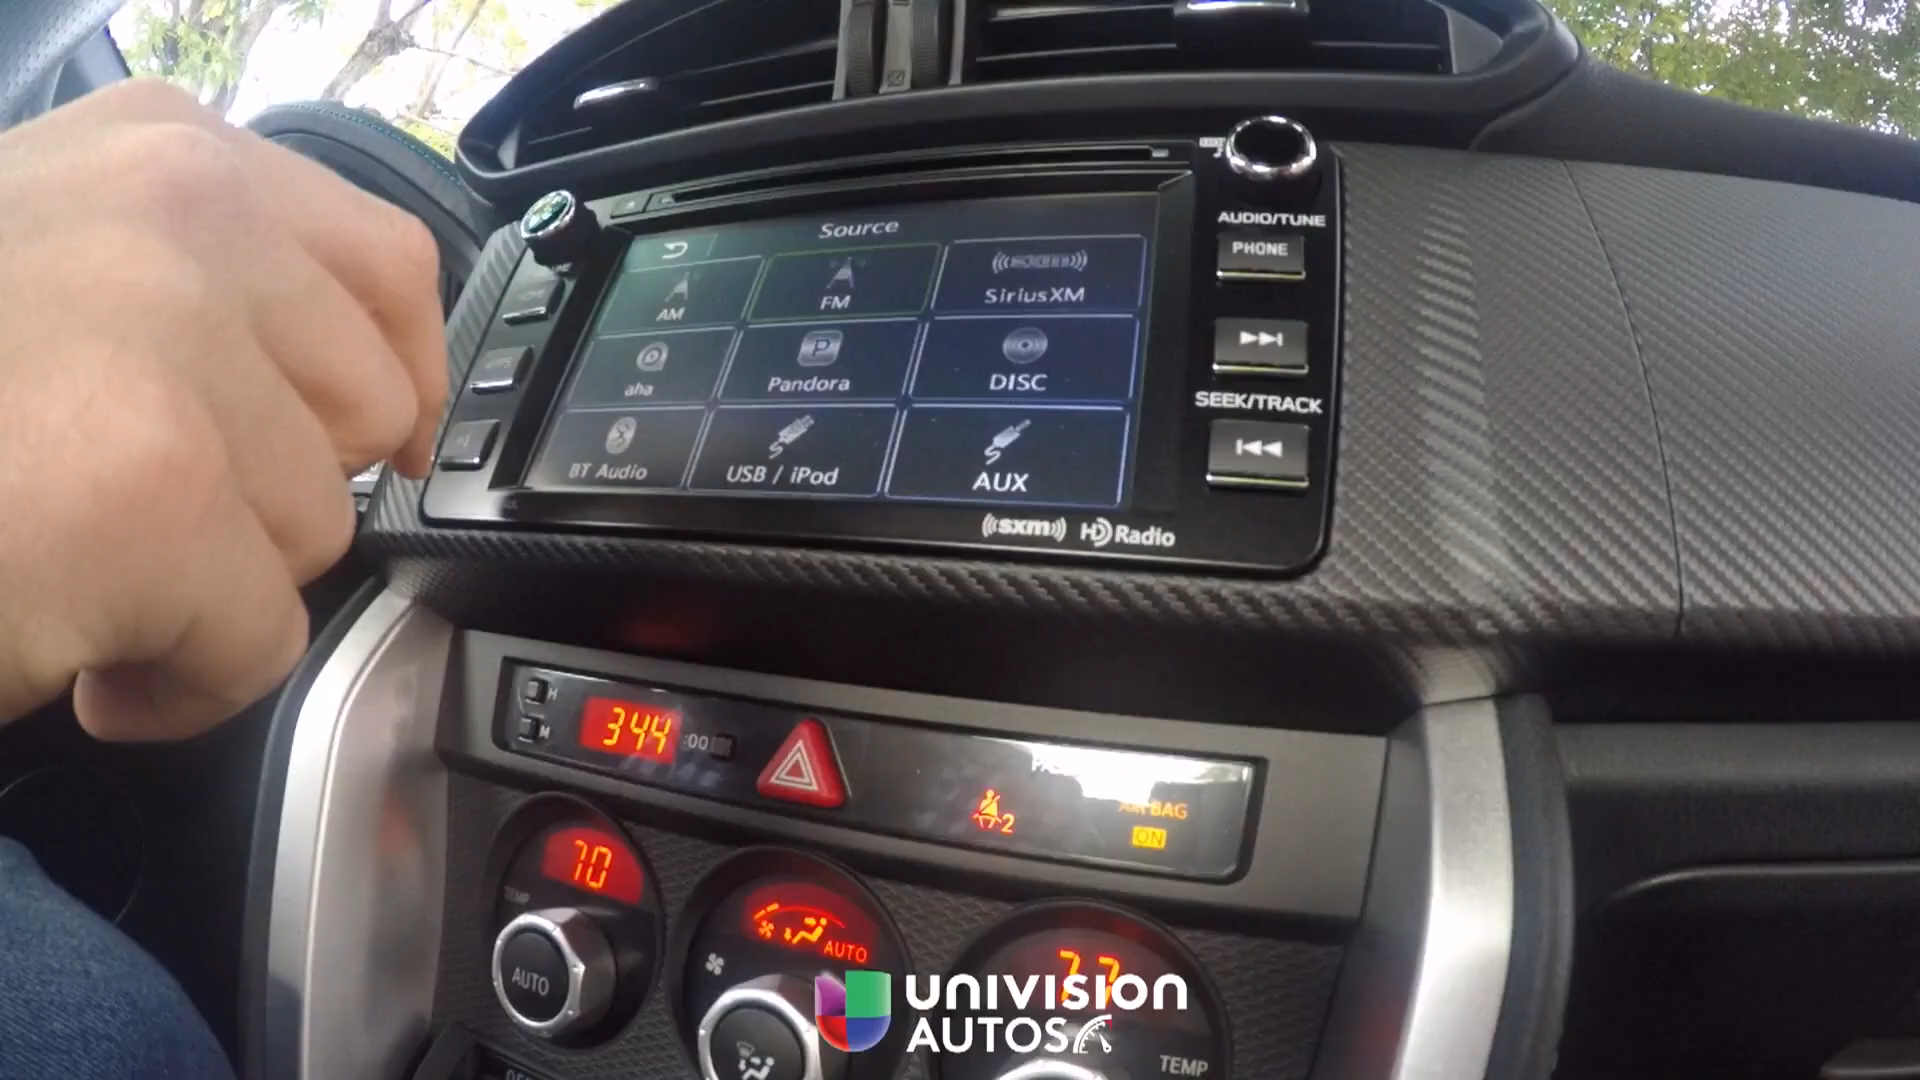 Source
AUDIO/TUNE
PHONE
AM
FM
SiriusXM
aha
Pandora
DISC
SEEK/TRACK
BT Audio
USB / iPod
AUX
((sxm)) HD Radio
H
M
344 :00
2
AIR BAG
ON
70
TEMP
AUTO
AUTO
77
TEMP
UNIVISION
AUTOS